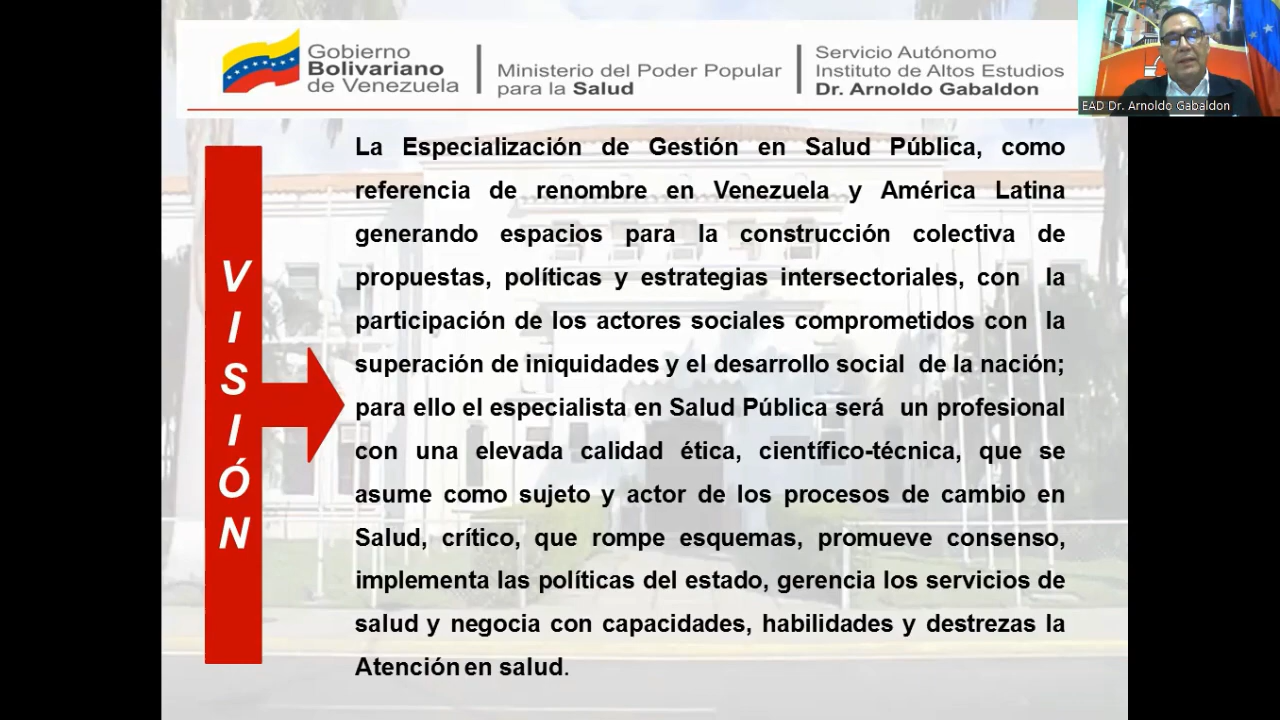 Gobierno
Bolivariano
de Venezuela
Ministerio del Poder Popular
para la Salud
Servicio Autónomo
Instituto de Altos Estudios
Dr. Arnoldo Gabaldon
EAD Dr. Arnoldo Gabaldon
VISIÓN
La Especialización de Gestión en Salud Pública, como
referencia de renombre en Venezuela y América Latina
generando espacios para la construcción colectiva de
propuestas, políticas y estrategias intersectoriales, con la
participación de los actores sociales comprometidos con la
superación de iniquidades y el desarrollo social de la nación;
para ello el especialista en Salud Pública será un profesional
con una elevada calidad ética, científico-técnica, que se
asume como sujeto y actor de los procesos de cambio en
Salud, crítico, que rompe esquemas, promueve consenso,
implementa las políticas del estado, gerencia los servicios de
salud y negocia con capacidades, habilidades y destrezas la
Atención en salud.